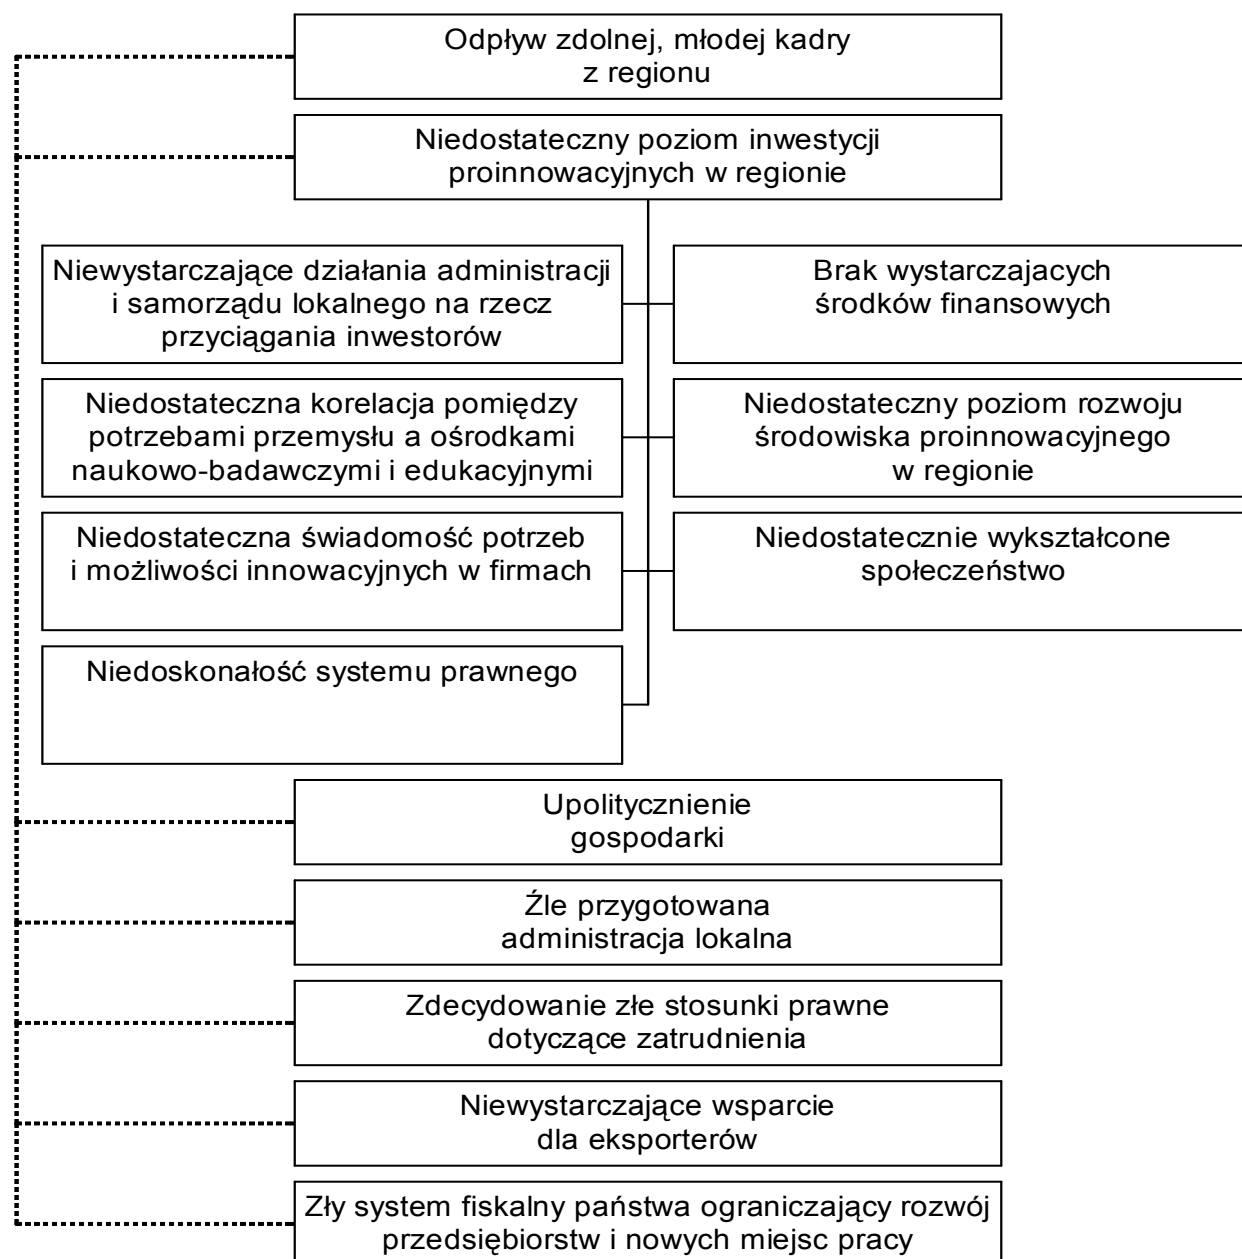 Odpływ zdolnej, młodej kadry
z regionu
Niedostateczny poziom inwestycji
proinnowacyjnych w regionie
Niewystarczające działania administracji
i samorządu lokalnego na rzecz
przyciągania inwestorów
Brak wystarczajacych
środków finansowych
Niedostateczna korelacja pomiędzy
potrzebami przemysłu a ośrodkami
naukowo-badawczymi i edukacyjnymi
Niedostateczny poziom rozwoju
środowiska proinnowacyjnego
w regionie
Niedostateczna świadomość potrzeb
i możliwości innowacyjnych w firmach
Niedostatecznie wykształcone
społeczeństwo
Niedoskonałość systemu prawnego
Upolitycznienie
gospodarki
Źle przygotowana
administracja lokalna
Zdecydowanie złe stosunki prawne
dotyczące zatrudnienia
Niewystarczające wsparcie
dla eksporterów
Zły system fiskalny państwa ograniczający rozwój
przedsiębiorstw i nowych miejsc pracy